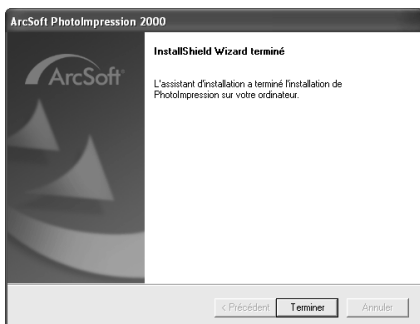 ArcSoft PhotoImpression 2000
InstallShield Wizard terminé
ArcSoft
L'assistant d'installation a terminé l'installation de
PhotoImpression sur votre ordinateur.
< Précédent Terminer Annuler